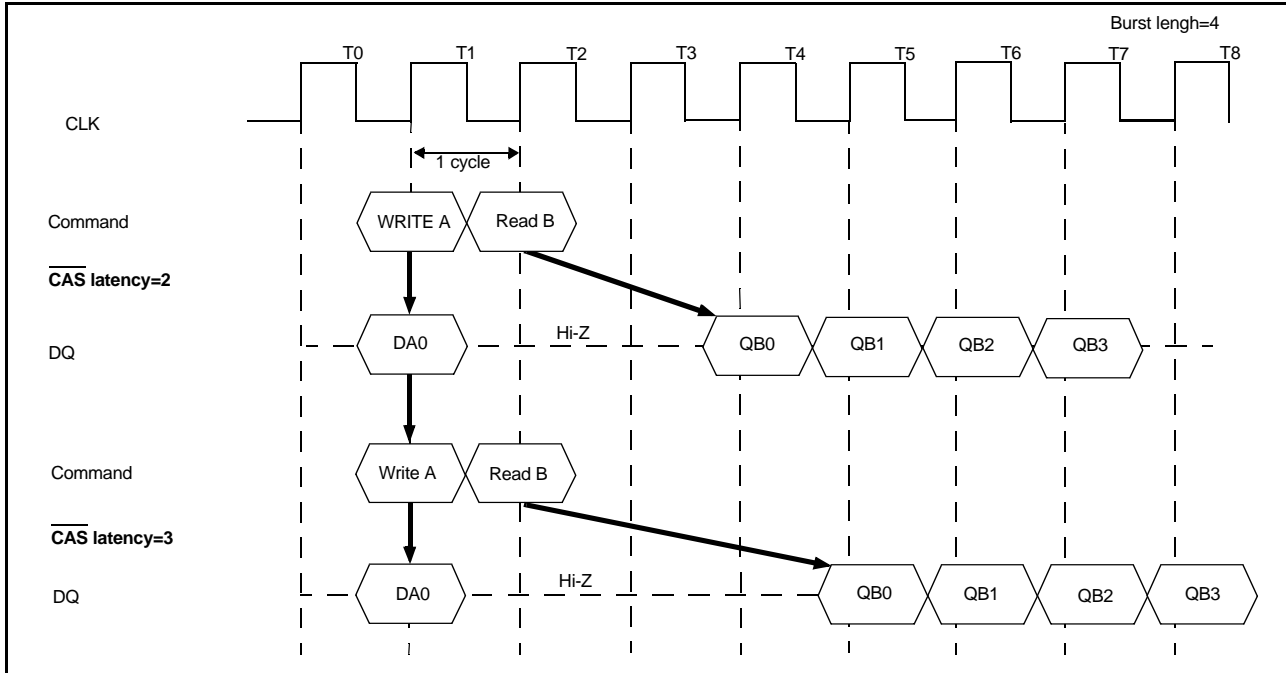 Burst lengh=4
T0 T1 T2 T3 T4 T5 T6 T7 T8
CLK
1 cycle
Command WRITE A Read B
CAS latency=2
Hi-Z
DQ DA0 QB0 QB1 QB2 QB3
Command Write A Read B
CAS latency=3
Hi-Z
DQ DA0 QB0 QB1 QB2 QB3